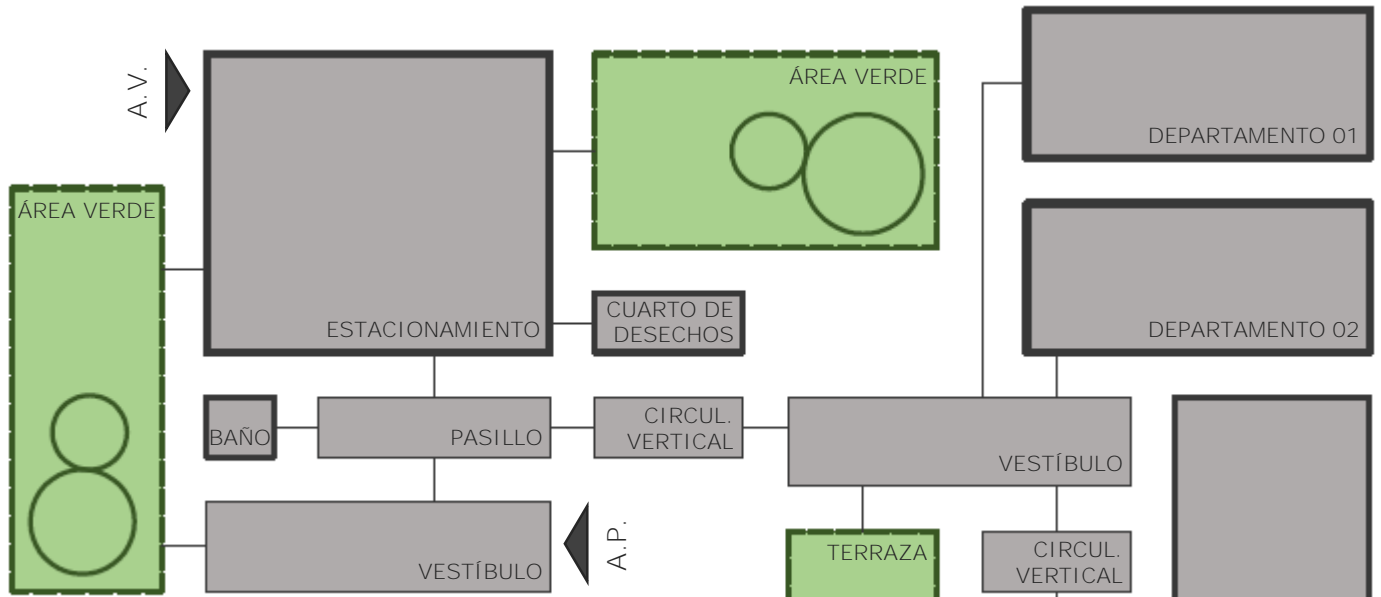 A.V.
ÁREA VERDE
DEPARTAMENTO 01
ÁREA VERDE
ESTACIONAMIENTO
CUARTO DE
DESECHOS
DEPARTAMENTO 02
BAÑO
PASILLO
CIRCUL.
VERTICAL
VESTÍBULO
VESTÍBULO
A.P.
TERRAZA
CIRCUL.
VERTICAL